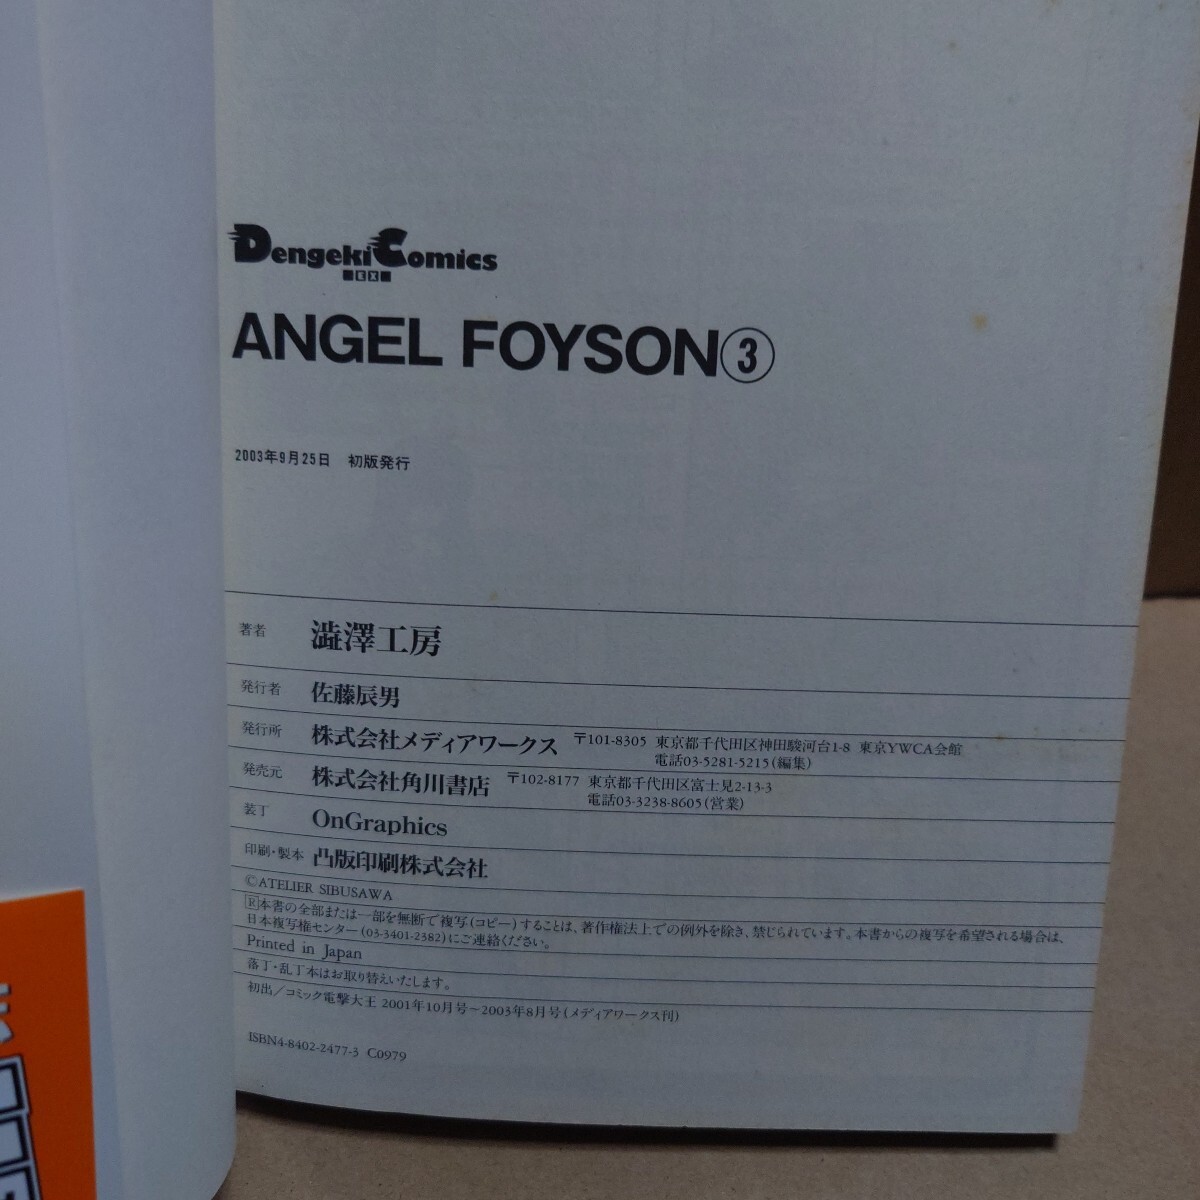 Dengeki Comics
EX
ANGEL FOYSON③
2003年9月25日　初版発行
著者　澁澤工房
発行者　佐藤辰男
発行所　株式会社メディアワークス　〒101-8305　東京都千代田区神田駿河台1-8　東京YWCA会館
電話03-5281-5215(編集)
発売元　株式会社角川書店　〒102-8177　東京都千代田区富士見2-13-3
電話03-3238-8605(営業)
装丁　OnGraphics
印刷・製本　凸版印刷株式会社
©ATELIER SIBUSAWA
Ⓡ本書の全部または一部を無断で複写(コピー)することは、著作権法上での例外を除き、禁じられています。本書からの複写を希望される場合は、
日本複写権センター(03-3401-2382)にご連絡ください。
Printed in Japan
落丁・乱丁本はお取り替えいたします。
初出／コミック電撃大王 2001年10月号～2003年8月号(メディアワークス刊)
ISBN4-8402-2477-3　C0979